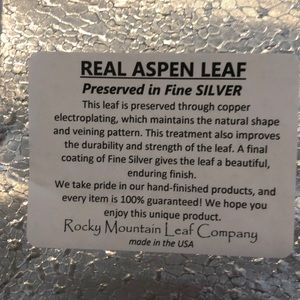 REAL ASPEN LEAF
Preserved in Fine SILVER
This leaf is preserved through copper
electroplating, which maintains the natural shape
and veining pattern. This treatment also improves
the durability and strength of the leaf. A final
coating of Fine Silver gives the leaf a beautiful,
enduring finish.
We take pride in our hand-finished products, and
every item is 100% guaranteed! We hope you
enjoy this unique product.
Rocky Mountain Leaf Company
made in the USA